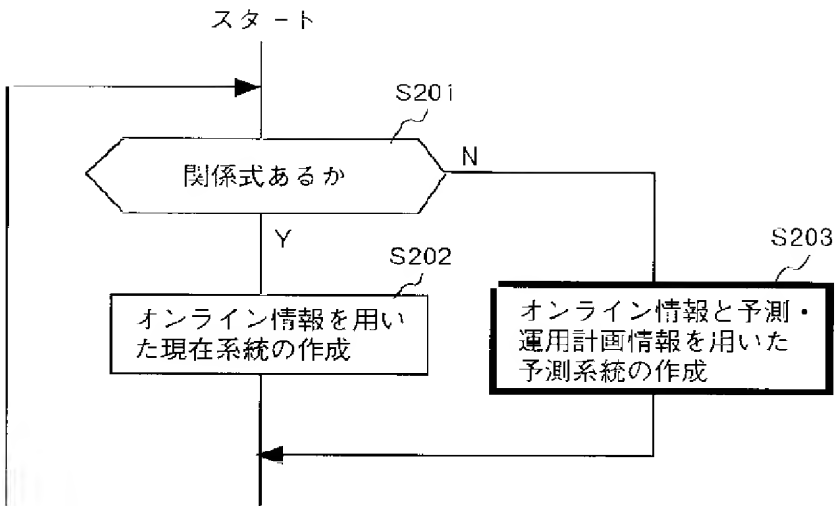 スタート
S201
関係式あるか
N
Y
S202
オンライン情報を用い
た現在系統の作成
S203
オンライン情報と予測・
運用計画情報を用いた
予測系統の作成